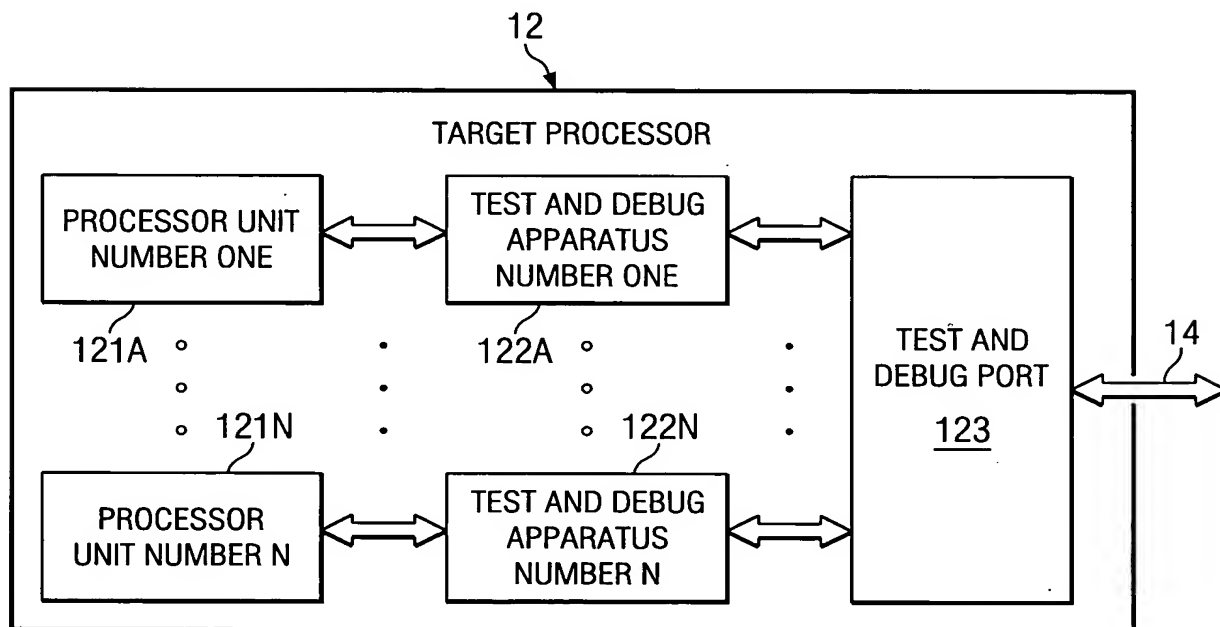 12
TARGET PROCESSOR
PROCESSOR UNIT
NUMBER ONE
TEST AND DEBUG
APPARATUS
NUMBER ONE
121A
122A
TEST AND
DEBUG PORT
123
14
121N
122N
PROCESSOR
UNIT NUMBER N
TEST AND DEBUG
APPARATUS
NUMBER N